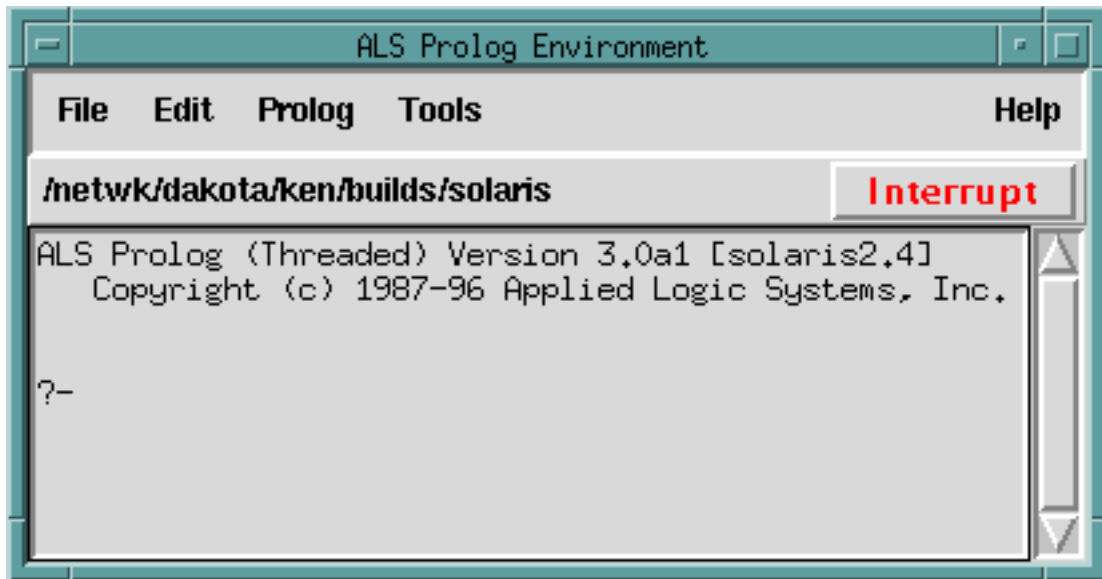 ALS Prolog Environment
File Edit Prolog Tools Help
/netwk/dakota/ken/builds/solaris Interrupt
ALS Prolog (Threaded) Version 3.0a1 [solaris2.4]
Copyright (c) 1987-96 Applied Logic Systems, Inc.
?-